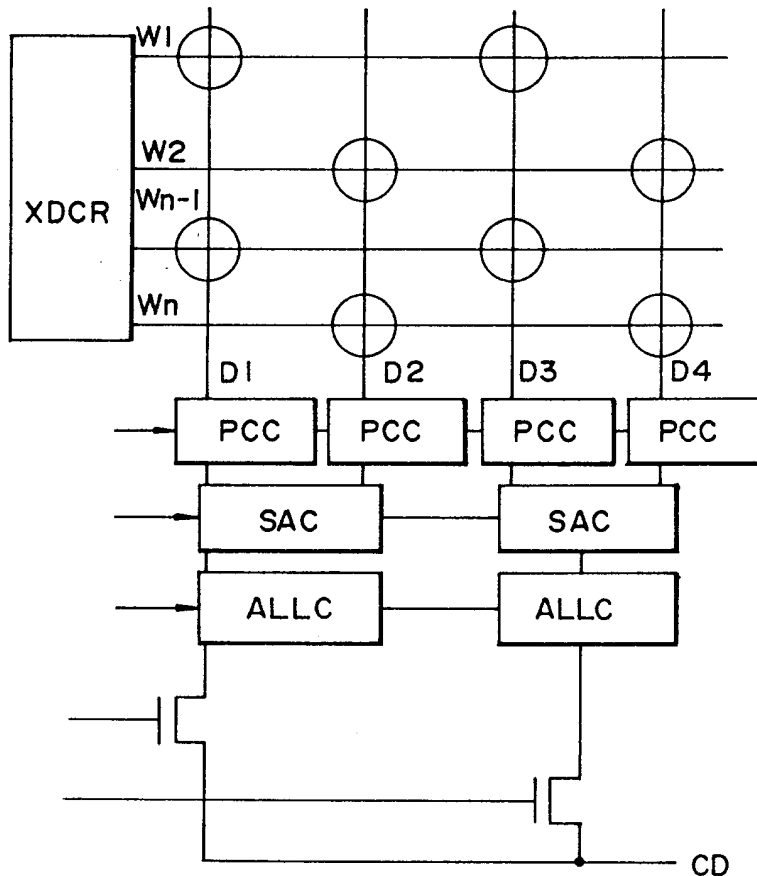 W1
W2
XDCR
Wn-1
Wn
D1 D2 D3 D4
PCC PCC PCC PCC
SAC SAC
ALLC ALLC
CD